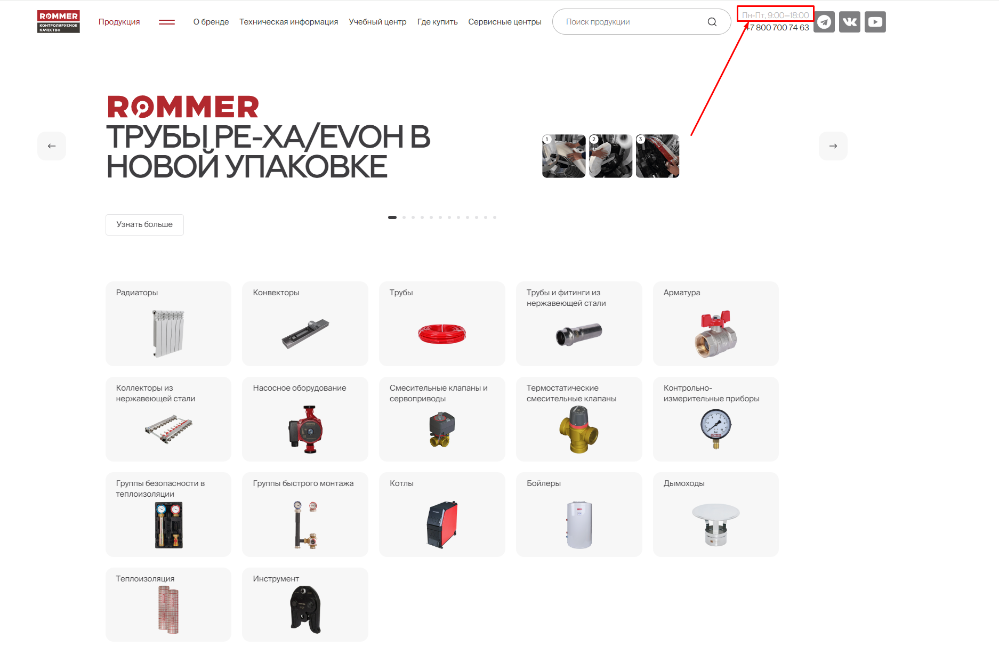 ROMMER
КОНТРОЛИРУЕМОЕ
КАЧЕСТВО
Продукция
О бренде
Техническая информация
Учебный центр
Где купить
Сервисные центры
Поиск продукции
Пн-Пт, 9:00—18:00
+7 800 700 74 63
ROMMER
ТРУБЫ PE-XA/EVOH В
НОВОЙ УПАКОВКЕ
1
2
3
Узнать больше
Радиаторы
Конвекторы
Трубы
Трубы и фитинги из
нержавеющей стали
Арматура
Коллекторы из
нержавеющей стали
Насосное оборудование
Смесительные клапаны и
сервоприводы
Термостатические
смесительные клапаны
Контрольно-
измерительные приборы
ROMMER
Группы безопасности в
теплоизоляции
Группы быстрого монтажа
Котлы
Бойлеры
Дымоходы
Теплоизоляция
Инструмент